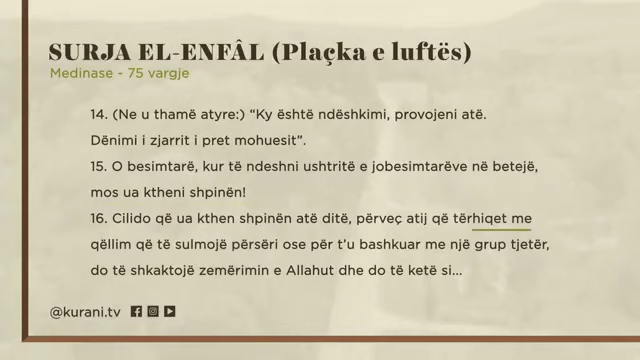 SURJA EL-ENFÂL (Plaçka e luftës)
Medinase - 75 vargje
14. (Ne u thamë atyre:) “Ky është ndëshkimi, provojeni atë.
Dënimi i zjarrit i pret mohuesit”.
15. O besimtarë, kur të ndeshni ushtritë e jobesimtarëve në betejë,
mos ua ktheni shpinën!
16. Cilido që ua kthen shpinën atë ditë, përveç atij që tërhiqet me
qëllim që të sulmojë përsëri ose për t’u bashkuar me një grup tjetër,
do të shkaktojë zemërimin e Allahut dhe do të ketë si...
@kurani.tv